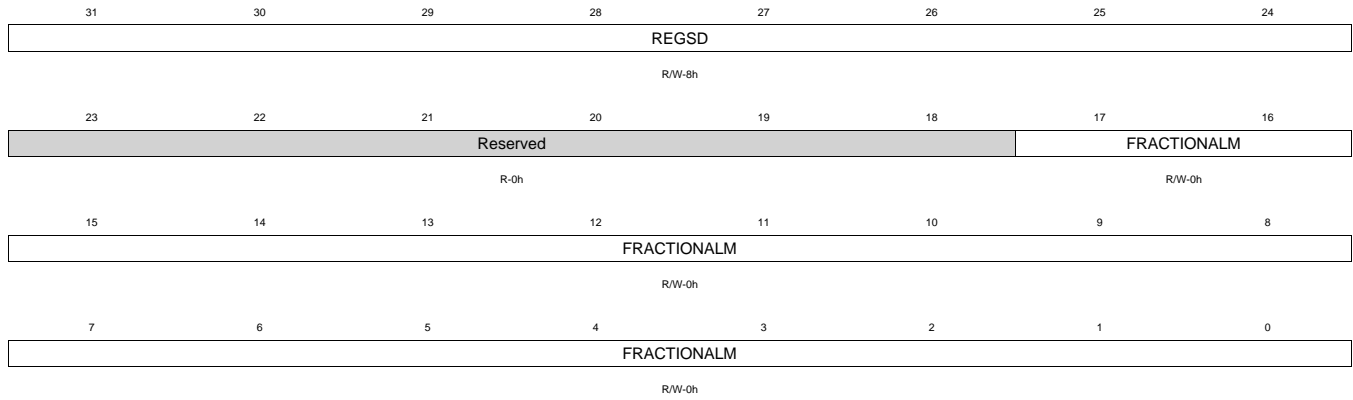 31 30 29 28 27 26 25 24
REGSD
R/W-8h
23 22 21 20 19 18 17 16
Reserved FRACTIONALM
R-0h R/W-0h
15 14 13 12 11 10 9 8
FRACTIONALM
R/W-0h
7 6 5 4 3 2 1 0
FRACTIONALM
R/W-0h